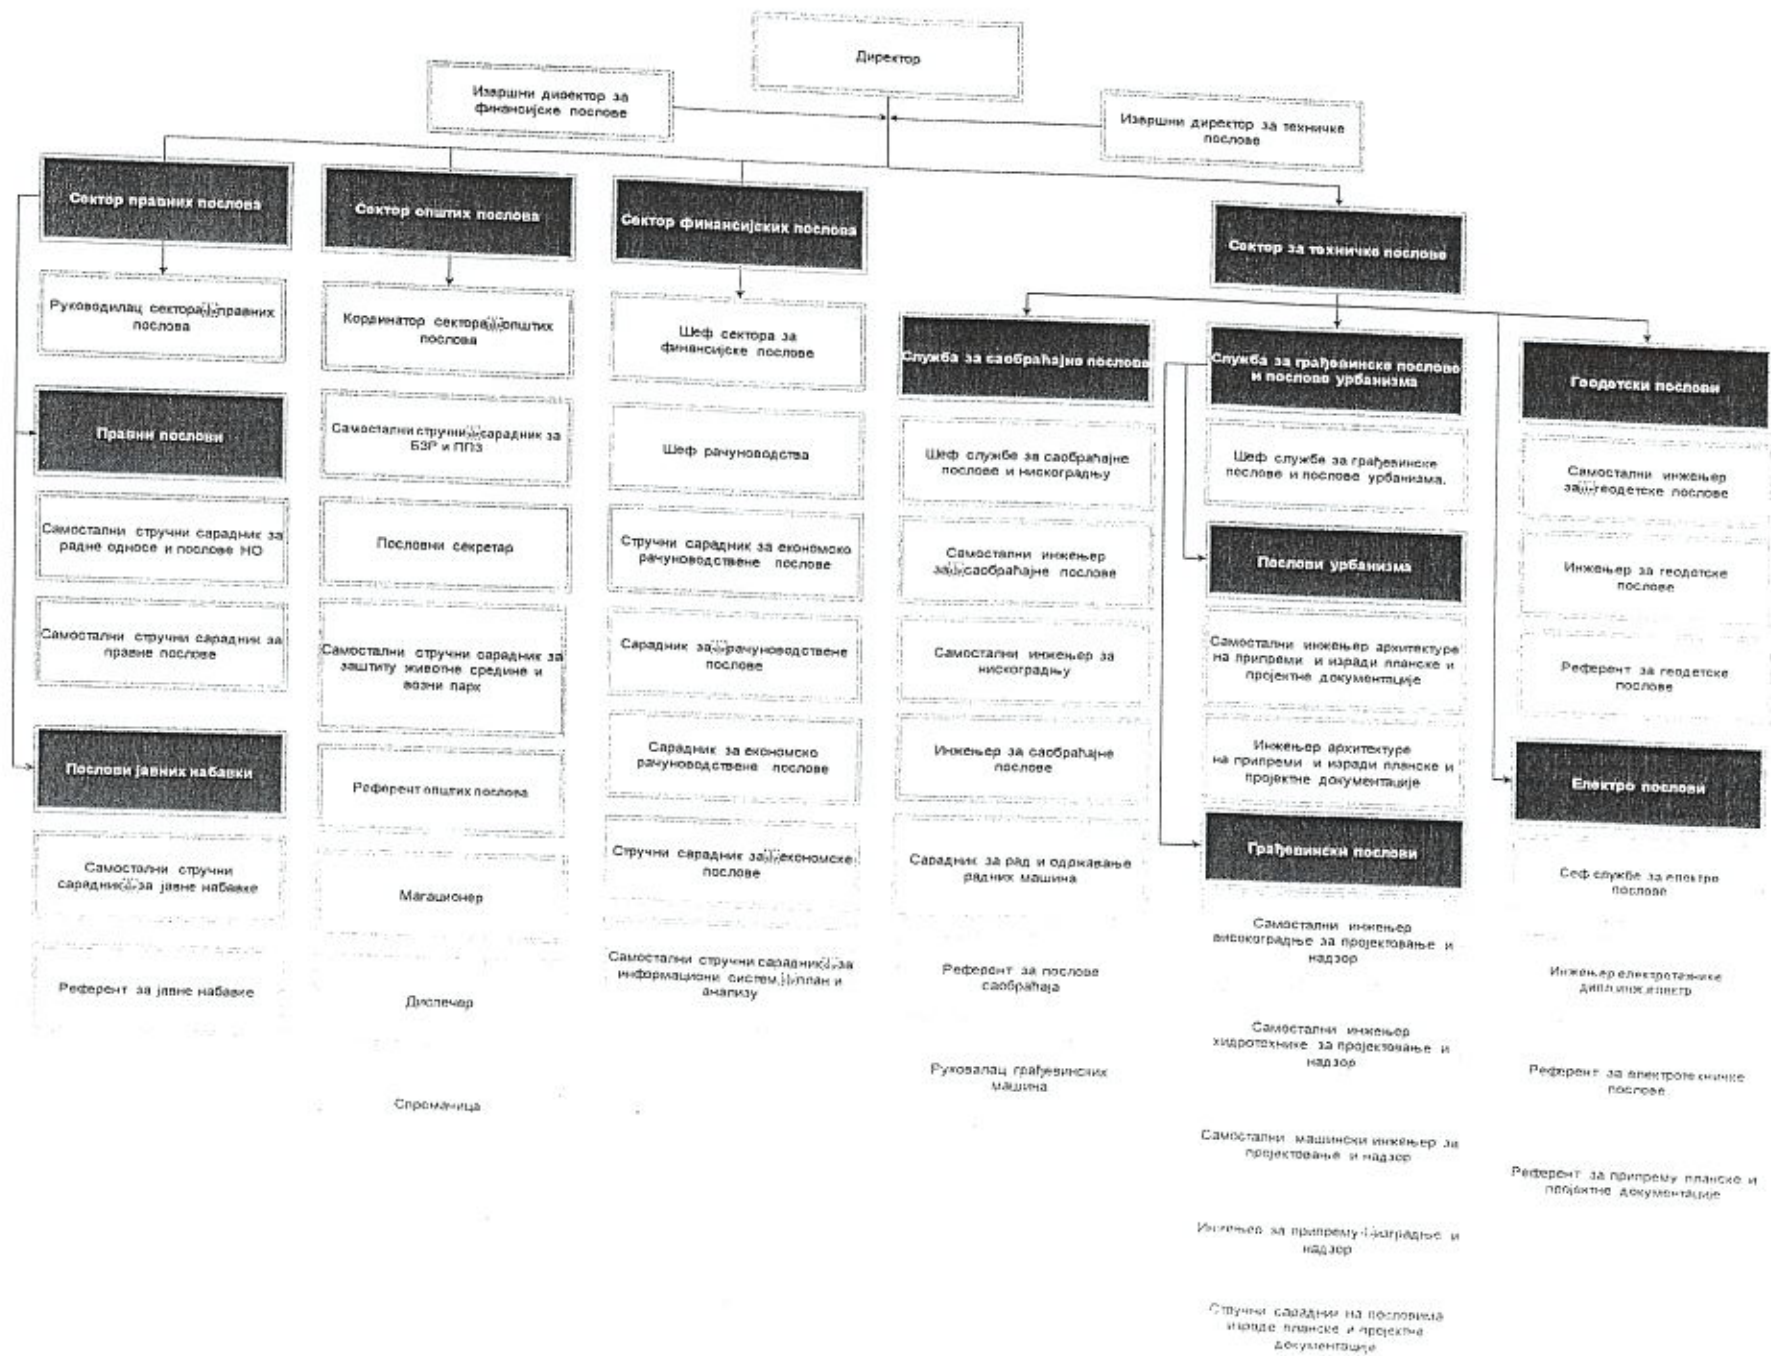 Директор
Извршни директор за
финансијске послове
Извршни директор за техничке
послове
Сектор правних послова
Руководилац сектора правних
послова
Правни послови
Самостални стручни сарадник за
радне односе и послове НО
Самостални стручни сарадник за
правне послове
Послови јавних набавки
Самостални стручни
сарадник за јавне набавке
Референт за јавне набавке
Сектор општих послова
Кординатор сектора општих
послова
Самостални стручни сарадник за
БЗР и ППЗ
Пословни секретар
Самостални стручни сарадник за
заштиту животне средине и
возни парк
Референт општих послова
Магационер
Диспечер
Спремачица
Сектор финансијских послова
Шеф сектора за
финансијске послове
Шеф рачуноводства
Стручни сарадник за економско
рачуноводствене послове
Сарадник за рачуноводствене
послове
Сарадник за економско
рачуноводствене послове
Стручни сарадник за економске
послове
Самостални стручни сарадник за
информациони систем, план и
анализу
Сектор за техничке послове
Служба за саобраћајне послове
Шеф службе за саобраћајне
послове и нискоградњу
Самостални инжењер
за саобраћајне послове
Самостални инжењер за
нискоградњу
Инжењер за саобраћајне
послове
Сарадник за рад и одржавање
радних машина
Референт за послове
саобраћаја
Руковалац грађевинских
машина
Служба за грађевинске послове
и послове урбанизма
Шеф службе за грађевинске
послове и послове урбанизма.
Послови урбанизма
Самостални инжењер архитектуре
на припреми и изради планске и
пројектне документације
Инжењер архитектуре
на припреми и изради планске и
пројектне документације
Грађевински послови
Самостални инжењер
високоградње за пројектовање и
надзор
Самостални инжењер
хидротехнике за пројектовање и
надзор
Самостални машински инжењер за
пројектовање и надзор
Инжењер за припрему изградње и
надзор
Стручни сарадник на пословима
израде планске и пројектне
документације
Геодетски послови
Самостални инжењер
за геодетске послове
Инжењер за геодетске
послове
Референт за геодетске
послове
Електро послови
Сеф службе за електро
послове
Инжењер електротехнике
Референт за електротехничке
послове
Референт за припрему планске и
пројектне документације